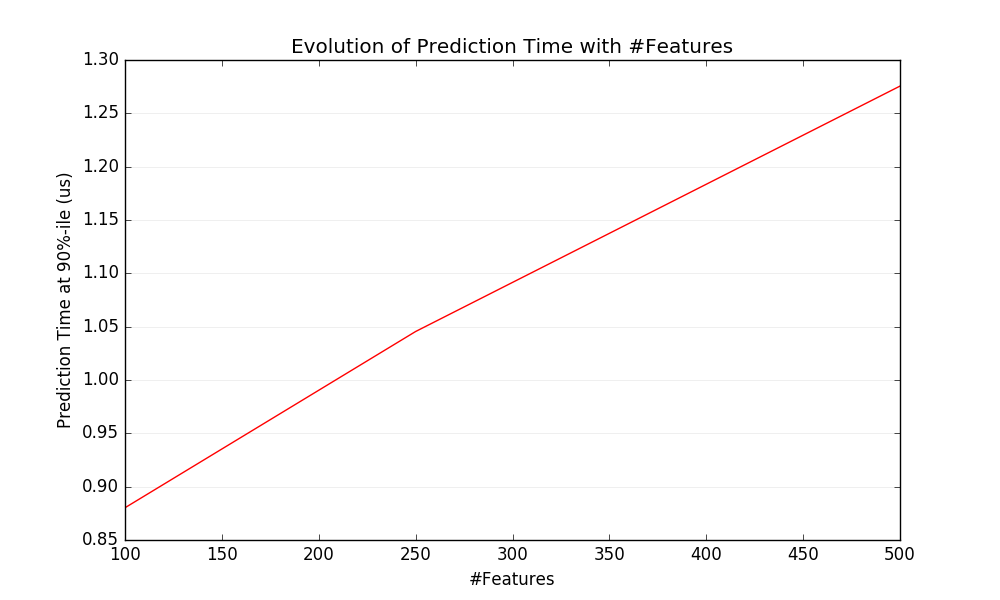 Evolution of Prediction Time with #Features
Prediction Time at 90%-ile (us)
1.30
1.25
1.20
1.15
1.10
1.05
1.00
0.95
0.90
0.85
100 150 200 250 300 350 400 450 500
#Features